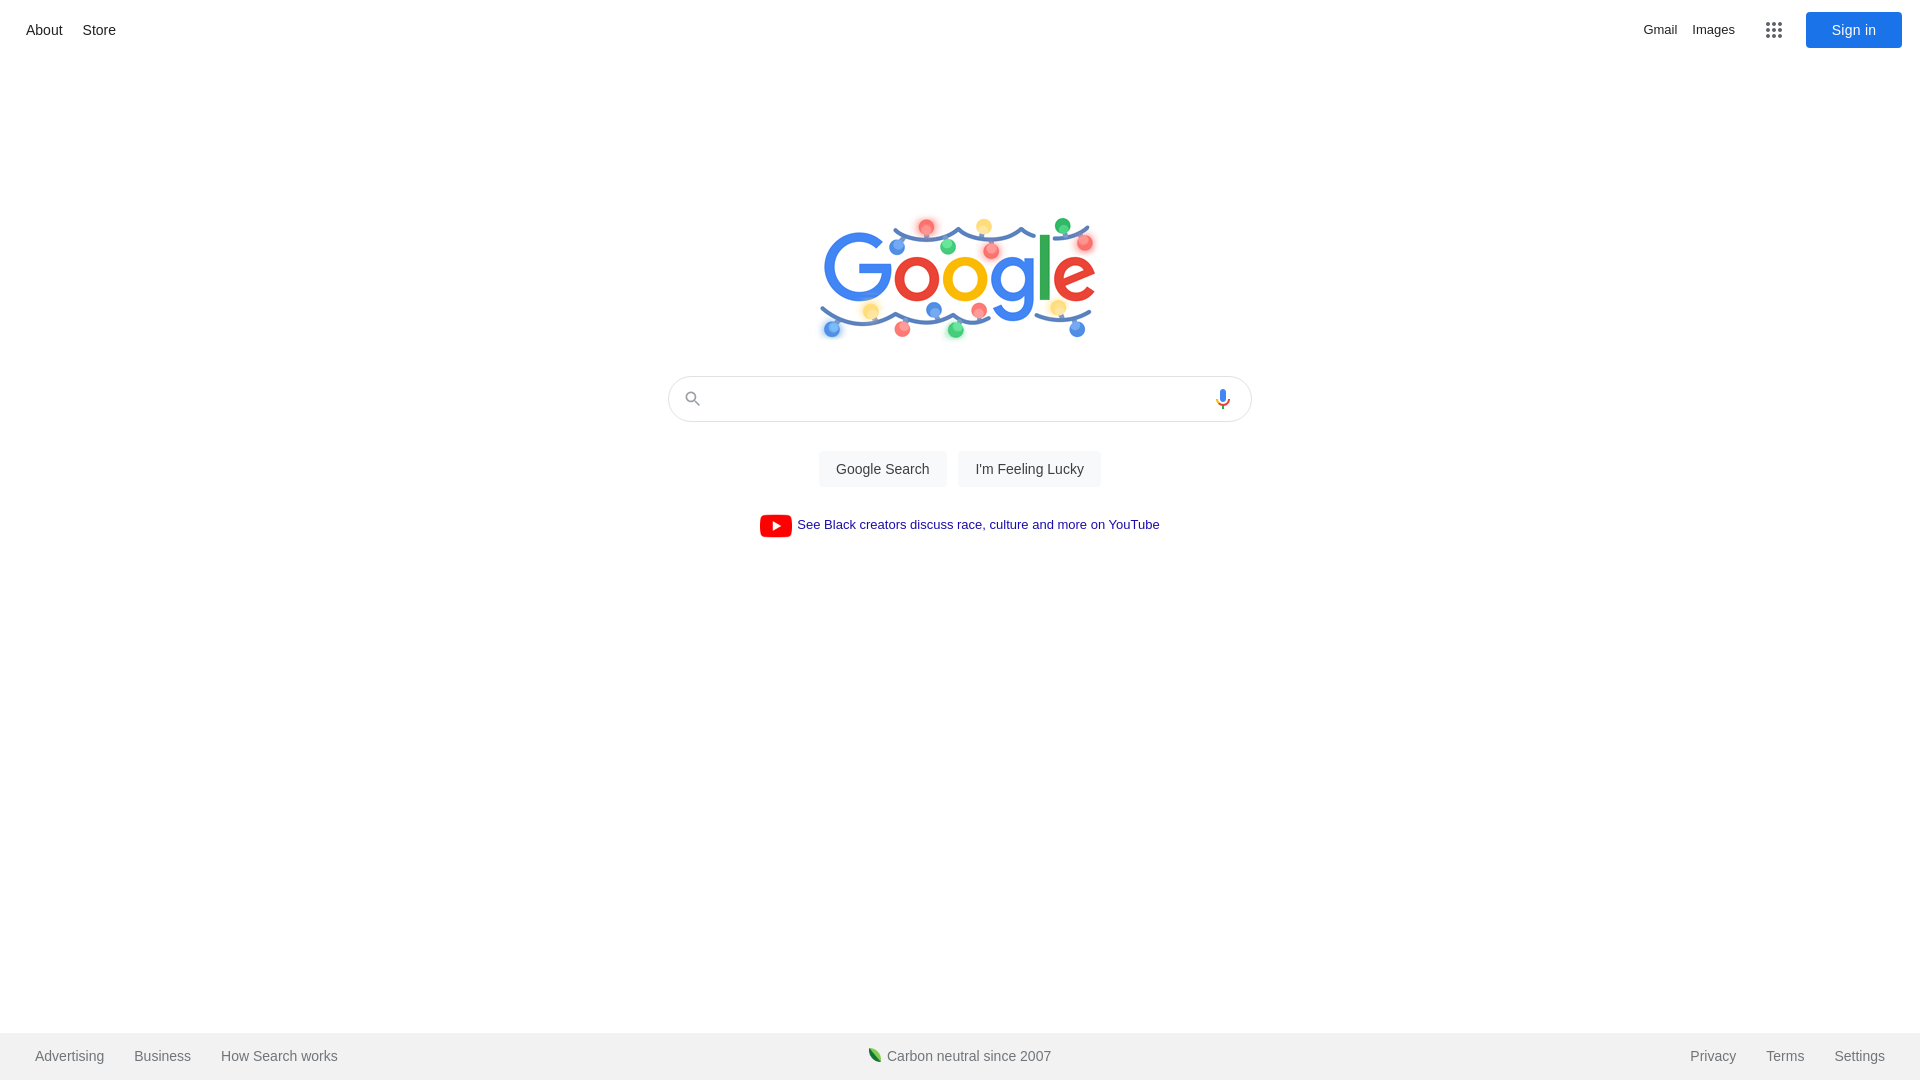 About Store
Gmail Images Sign in
Google
Google Search I'm Feeling Lucky
See Black creators discuss race, culture and more on YouTube
Advertising Business How Search works Carbon neutral since 2007 Privacy Terms Settings